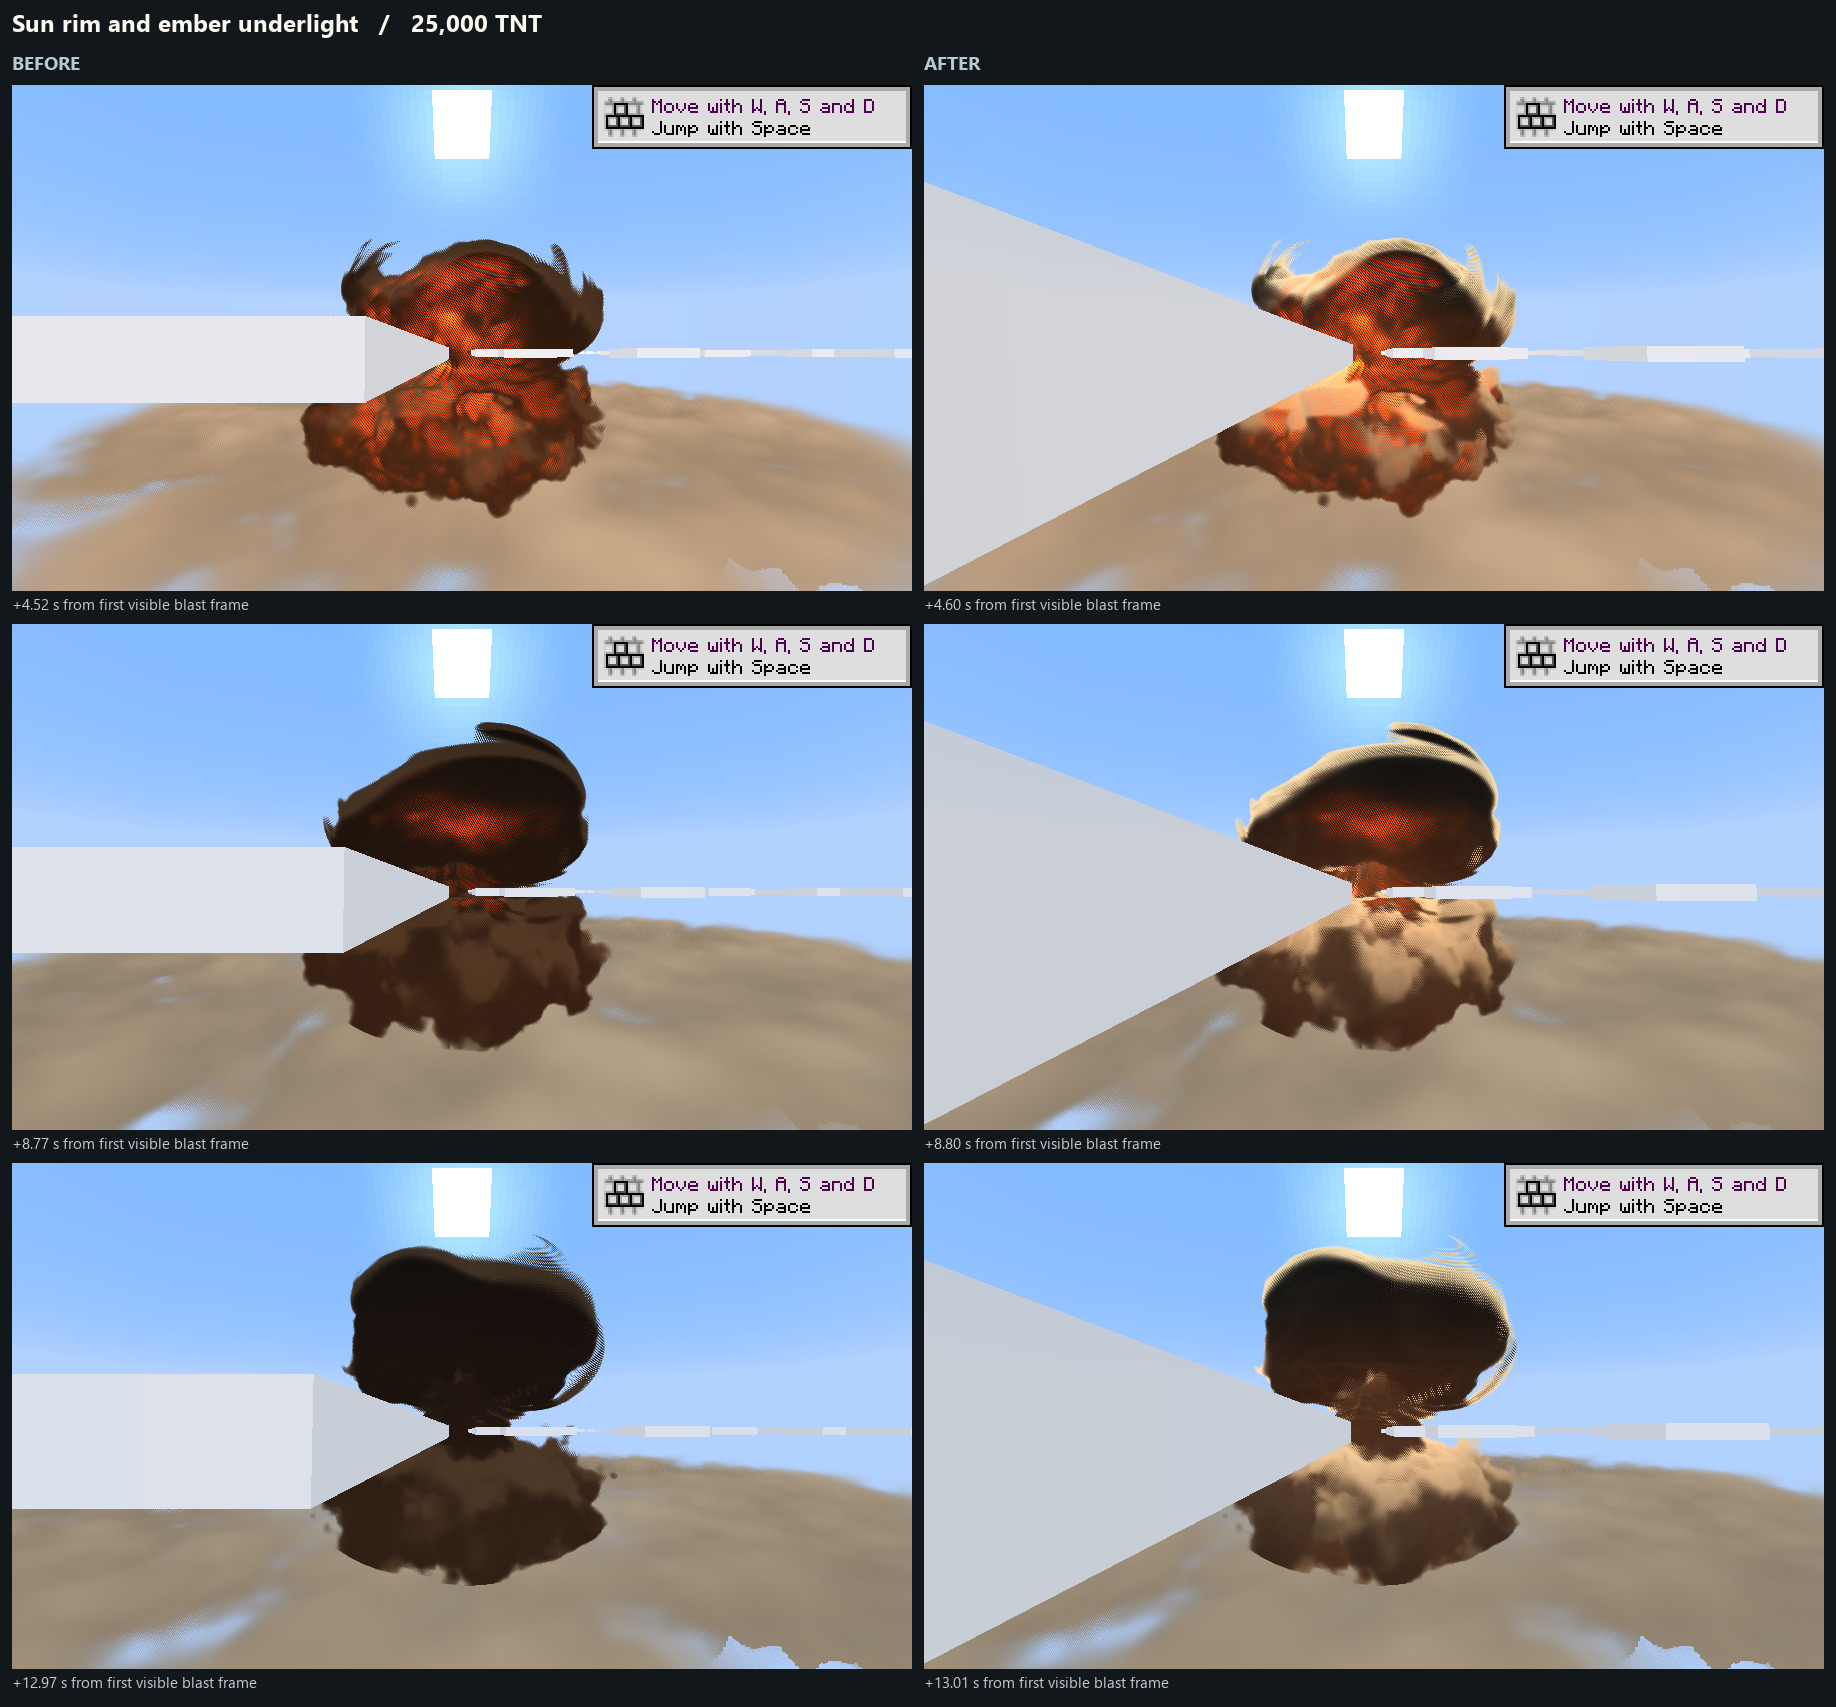 Sun rim and ember underlight / 25,000 TNT
BEFORE
AFTER
Move with W, A, S and D
Jump with Space
Move with W, A, S and D
Jump with Space
+4.52 s from first visible blast frame
+4.60 s from first visible blast frame
Move with W, A, S and D
Jump with Space
Move with W, A, S and D
Jump with Space
+8.77 s from first visible blast frame
+8.80 s from first visible blast frame
Move with W, A, S and D
Jump with Space
Move with W, A, S and D
Jump with Space
+12.97 s from first visible blast frame
+13.01 s from first visible blast frame